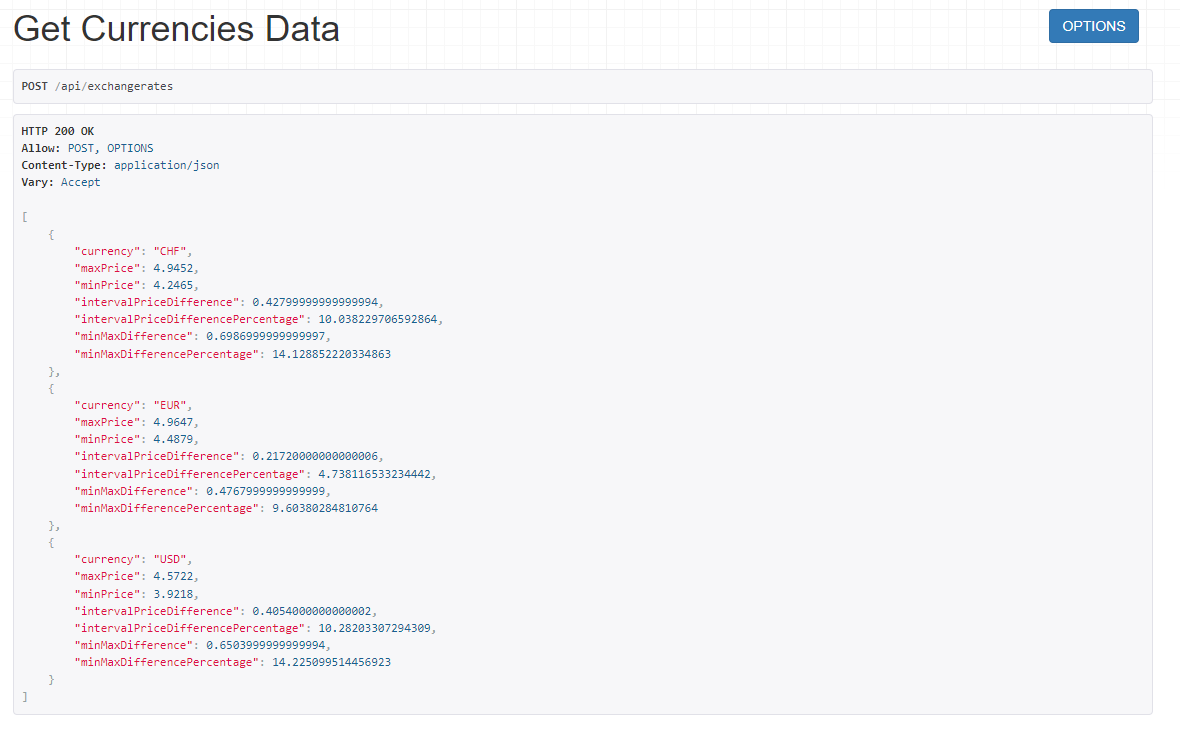 Get Currencies Data
OPTIONS
POST /api/exchangerates
HTTP 200 OK
Allow: POST, OPTIONS
Content-Type: application/json
Vary: Accept
[
    {
        "currency": "CHF",
        "maxPrice": 4.9452,
        "minPrice": 4.2465,
        "intervalPriceDifference": 0.42799999999999994,
        "intervalPriceDifferencePercentage": 10.038229706592864,
        "minMaxDifference": 0.6986999999999997,
        "minMaxDifferencePercentage": 14.128852220334863
    },
    {
        "currency": "EUR",
        "maxPrice": 4.9647,
        "minPrice": 4.4879,
        "intervalPriceDifference": 0.21720000000000006,
        "intervalPriceDifferencePercentage": 4.738116533234442,
        "minMaxDifference": 0.4767999999999999,
        "minMaxDifferencePercentage": 9.60380284810764
    },
    {
        "currency": "USD",
        "maxPrice": 4.5722,
        "minPrice": 3.9218,
        "intervalPriceDifference": 0.4054000000000002,
        "intervalPriceDifferencePercentage": 10.28203307294309,
        "minMaxDifference": 0.6503999999999994,
        "minMaxDifferencePercentage": 14.225099514456923
    }
]